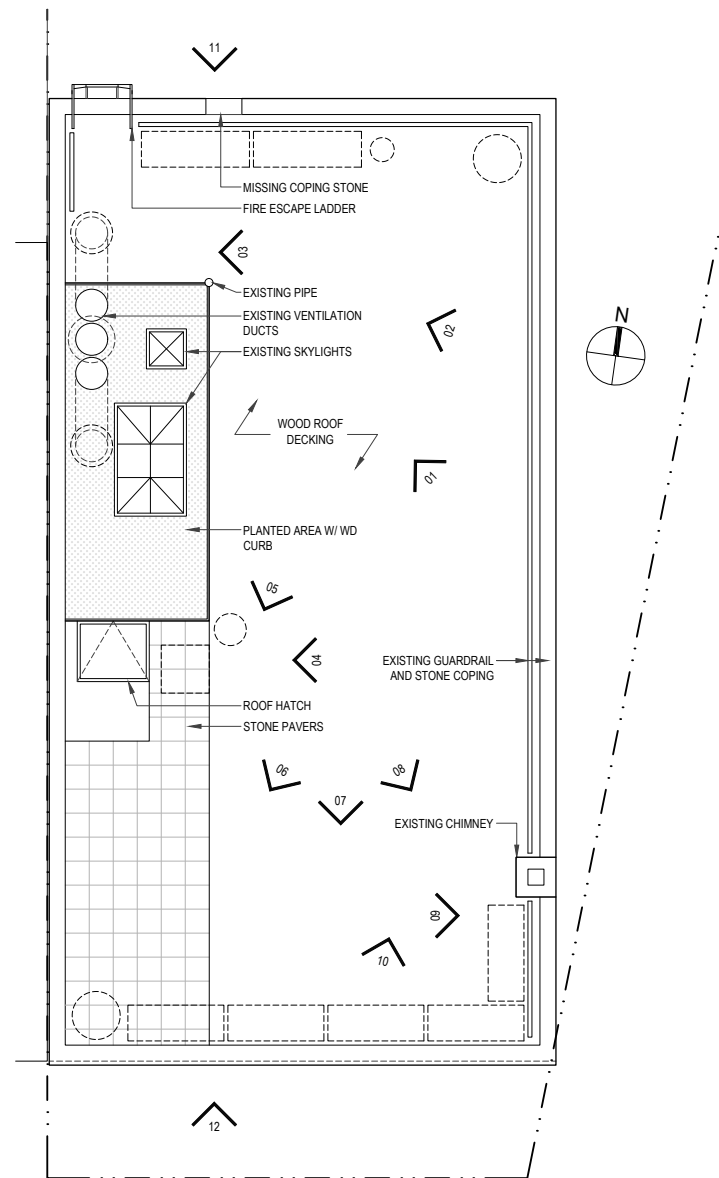 11
MISSING COPING STONE
FIRE ESCAPE LADDER
03
EXISTING PIPE
EXISTING VENTILATION
DUCTS
02
N
EXISTING SKYLIGHTS
WOOD ROOF
DECKING
01
PLANTED AREA W/ WD
CURB
05
04
EXISTING GUARDRAIL
AND STONE COPING
ROOF HATCH
STONE PAVERS
06
08
07
EXISTING CHIMNEY
09
10
12